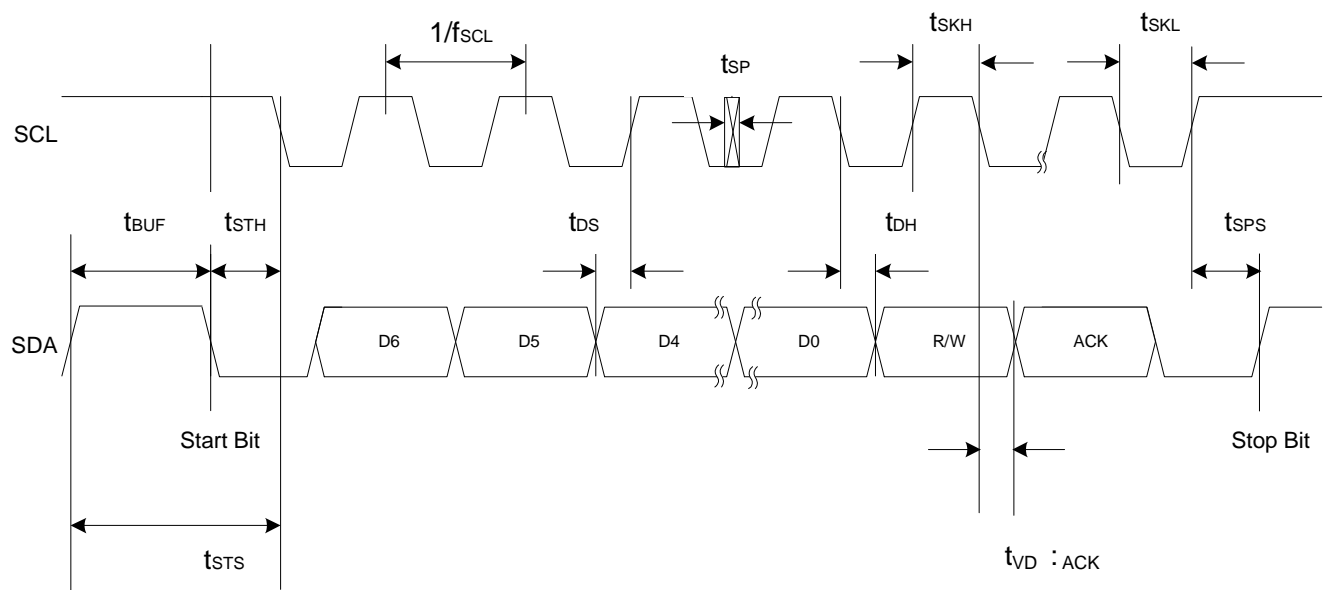 1/fSCL
tSKH
tSKL
tSP
SCL
tBUF
tSTH
tDS
tDH
tSPS
SDA
D6
D5
D4
D0
R/W
ACK
Start Bit
Stop Bit
tSTS
tVD : ACK